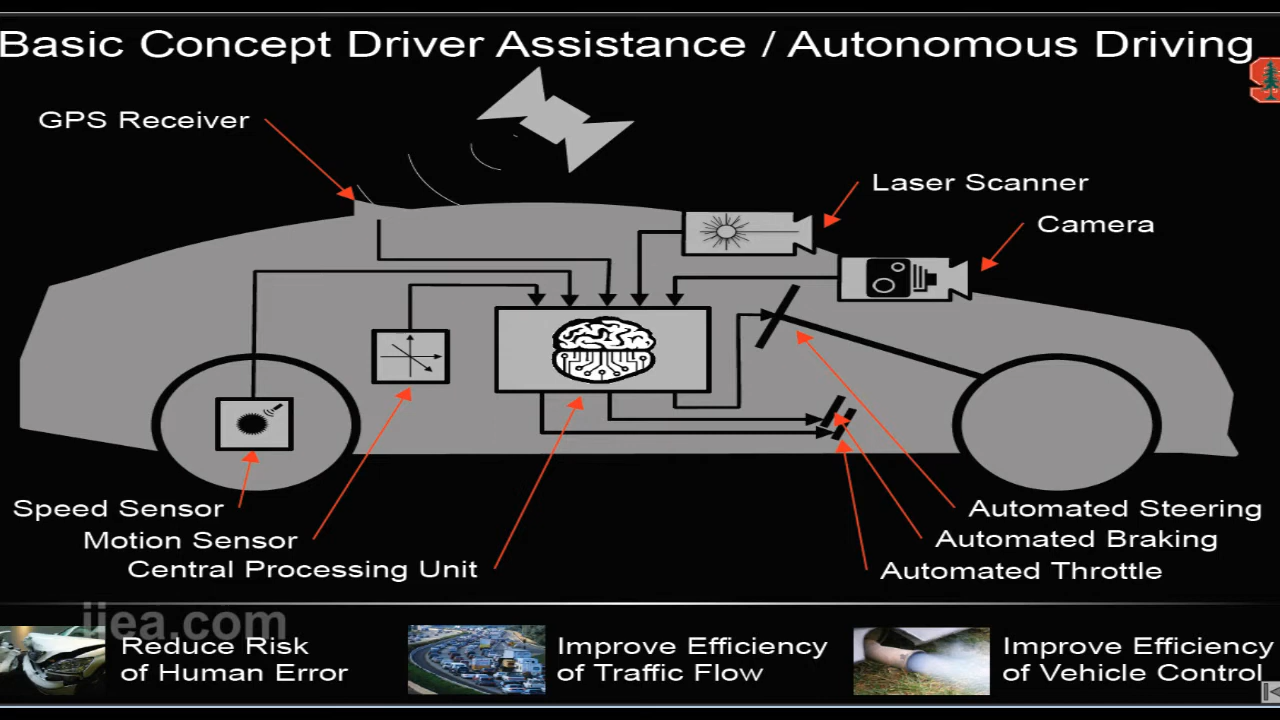 Basic Concept Driver Assistance / Autonomous Driving
GPS Receiver
Laser Scanner
Camera
Speed Sensor
Motion Sensor
Central Processing Unit
Automated Steering
Automated Braking
Automated Throttle
iiea.com
Reduce Risk
of Human Error
Improve Efficiency
of Traffic Flow
Improve Efficiency
of Vehicle Control